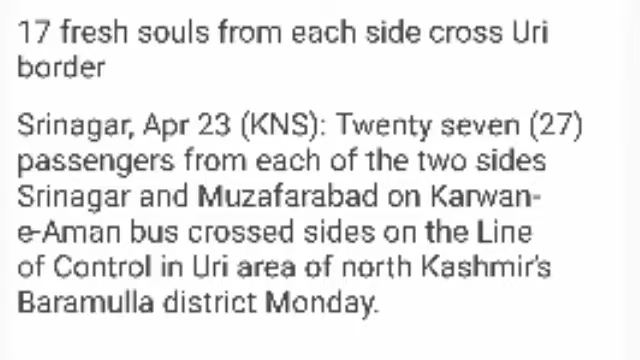 17 fresh souls from each side cross Uri
border
Srinagar, Apr 23 (KNS): Twenty seven (27)
passengers from each of the two sides
Srinagar and Muzafarabad on Karwan-
e-Aman bus crossed sides on the Line
of Control in Uri area of north Kashmir's
Baramulla district Monday.